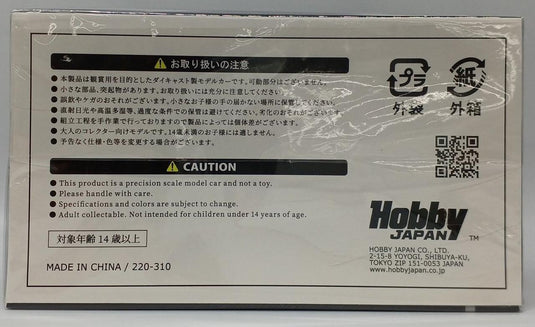 ⚠ お取り扱いの注意
● 本製品は観賞用を目的としたダイキャスト製モデルカーです。可動部分はございません。
● 小さな部品、突起物があります。お取り扱いには充分に注意してください
● 誤飲やケガのおそれがございます。小さなお子様の手の届かない場所に保管してください。
● 直射日光や高温多湿等、過度な条件での保管は避けてください。劣化のおそれがございます。
● 組立工程を手作業で行っておりますので製品によっては個体差がございます。
● 大人のコレクター向けモデルです。14歳未満のお子様には適しません。
● 予告なく仕様・色等を変更する場合がございます。
⚠ CAUTION
● This product is a precision scale model car and not a toy.
● Please handle with care.
● Specifications and colors are subject to change.
● Adult collectable. Not intended for children under 14 years of age.
対象年齢 14 歳以上
MADE IN CHINA / 220-310
プラ 紙
外袋 外箱
Hobby
JAPAN ™
HOBBY JAPAN CO., LTD.
2-15-8 YOYOGI, SHIBUYA-KU,
TOKYO ZIP 151-0053 JAPAN
www.hobbyjapan.co.jp